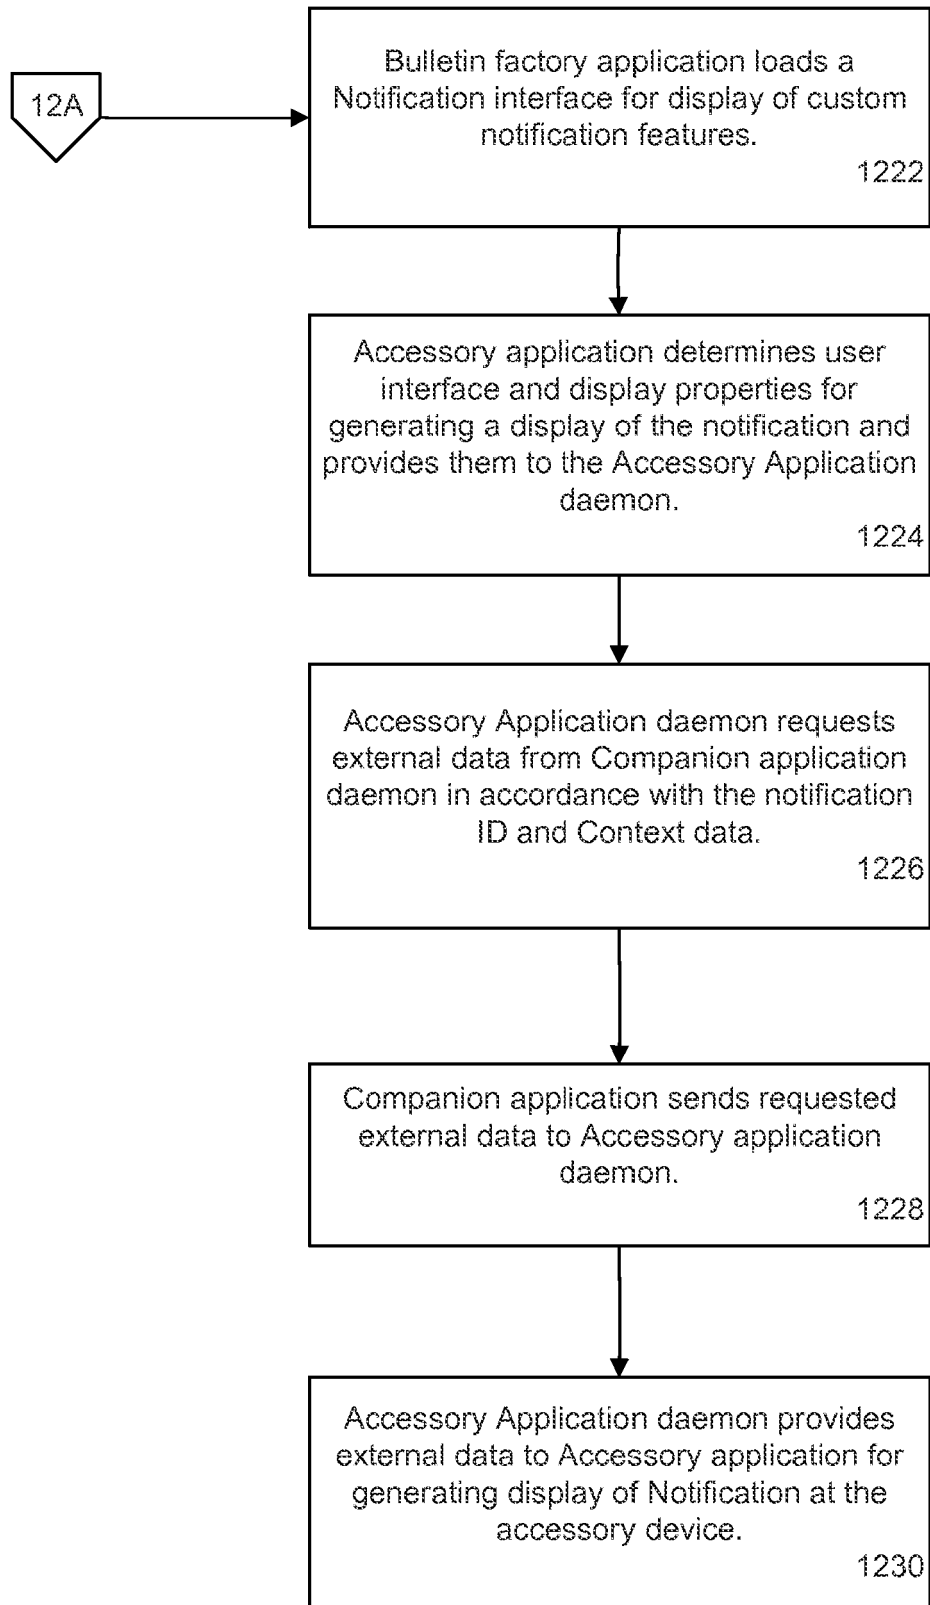 12A
Bulletin factory application loads a
Notification interface for display of custom
notification features.
1222
Accessory application determines user
interface and display properties for
generating a display of the notification and
provides them to the Accessory Application
daemon.
1224
Accessory Application daemon requests
external data from Companion application
daemon in accordance with the notification
ID and Context data.
1226
Companion application sends requested
external data to Accessory application
daemon.
1228
Accessory Application daemon provides
external data to Accessory application for
generating display of Notification at the
accessory device.
1230